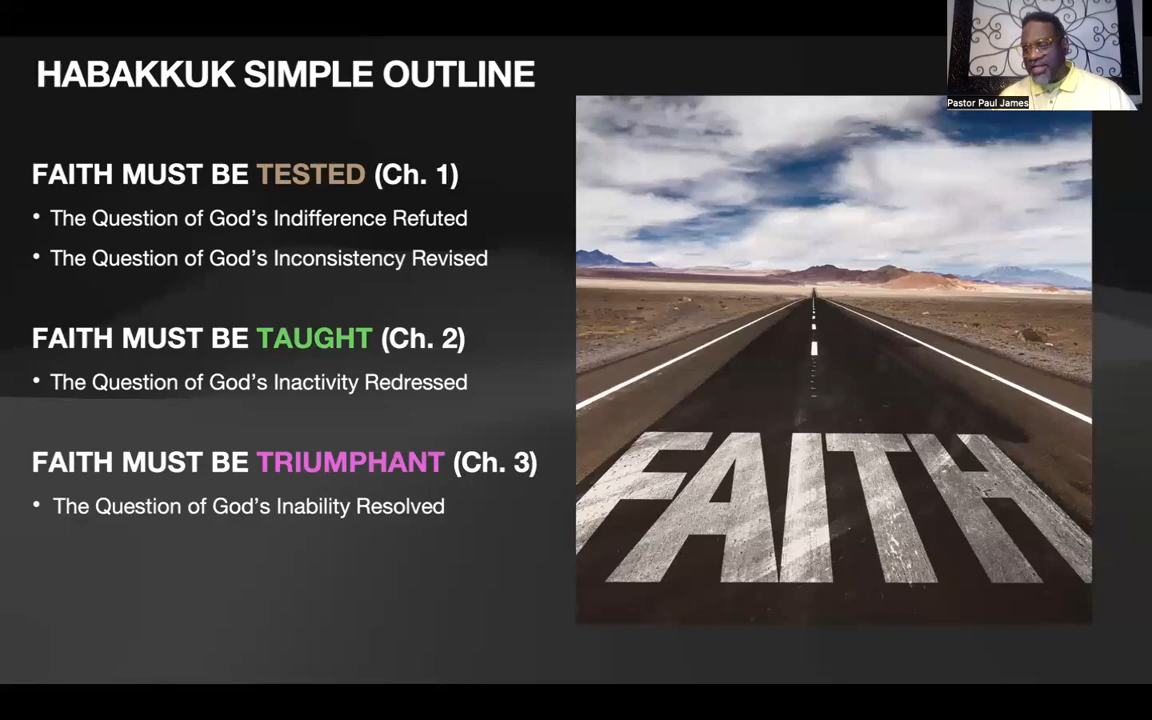 HABAKKUK SIMPLE OUTLINE
Pastor Paul James
FAITH MUST BE TESTED (Ch. 1)
• The Question of God’s Indifference Refuted
• The Question of God’s Inconsistency Revised
FAITH MUST BE TAUGHT (Ch. 2)
• The Question of God’s Inactivity Redressed
FAITH MUST BE TRIUMPHANT (Ch. 3)
• The Question of God’s Inability Resolved
FAITH